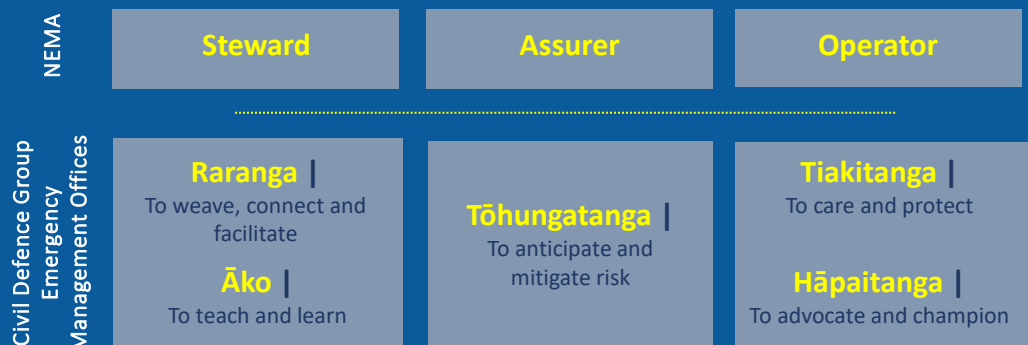 NEMA
Steward
Assurer
Operator
Civil Defence Group
Emergency
Management Offices
Raranga |
To weave, connect and
facilitate
Āko |
To teach and learn
Tōhungatanga |
To anticipate and
mitigate risk
Tiakitanga |
To care and protect
Hāpaitanga |
To advocate and champion